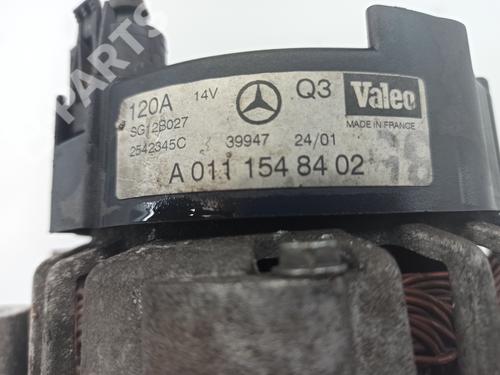 PARTS
120A 14V Q3 Valeo
SG12B027 MADE IN FRANCE
2542345C 39947 24/01
A 011 154 84 02